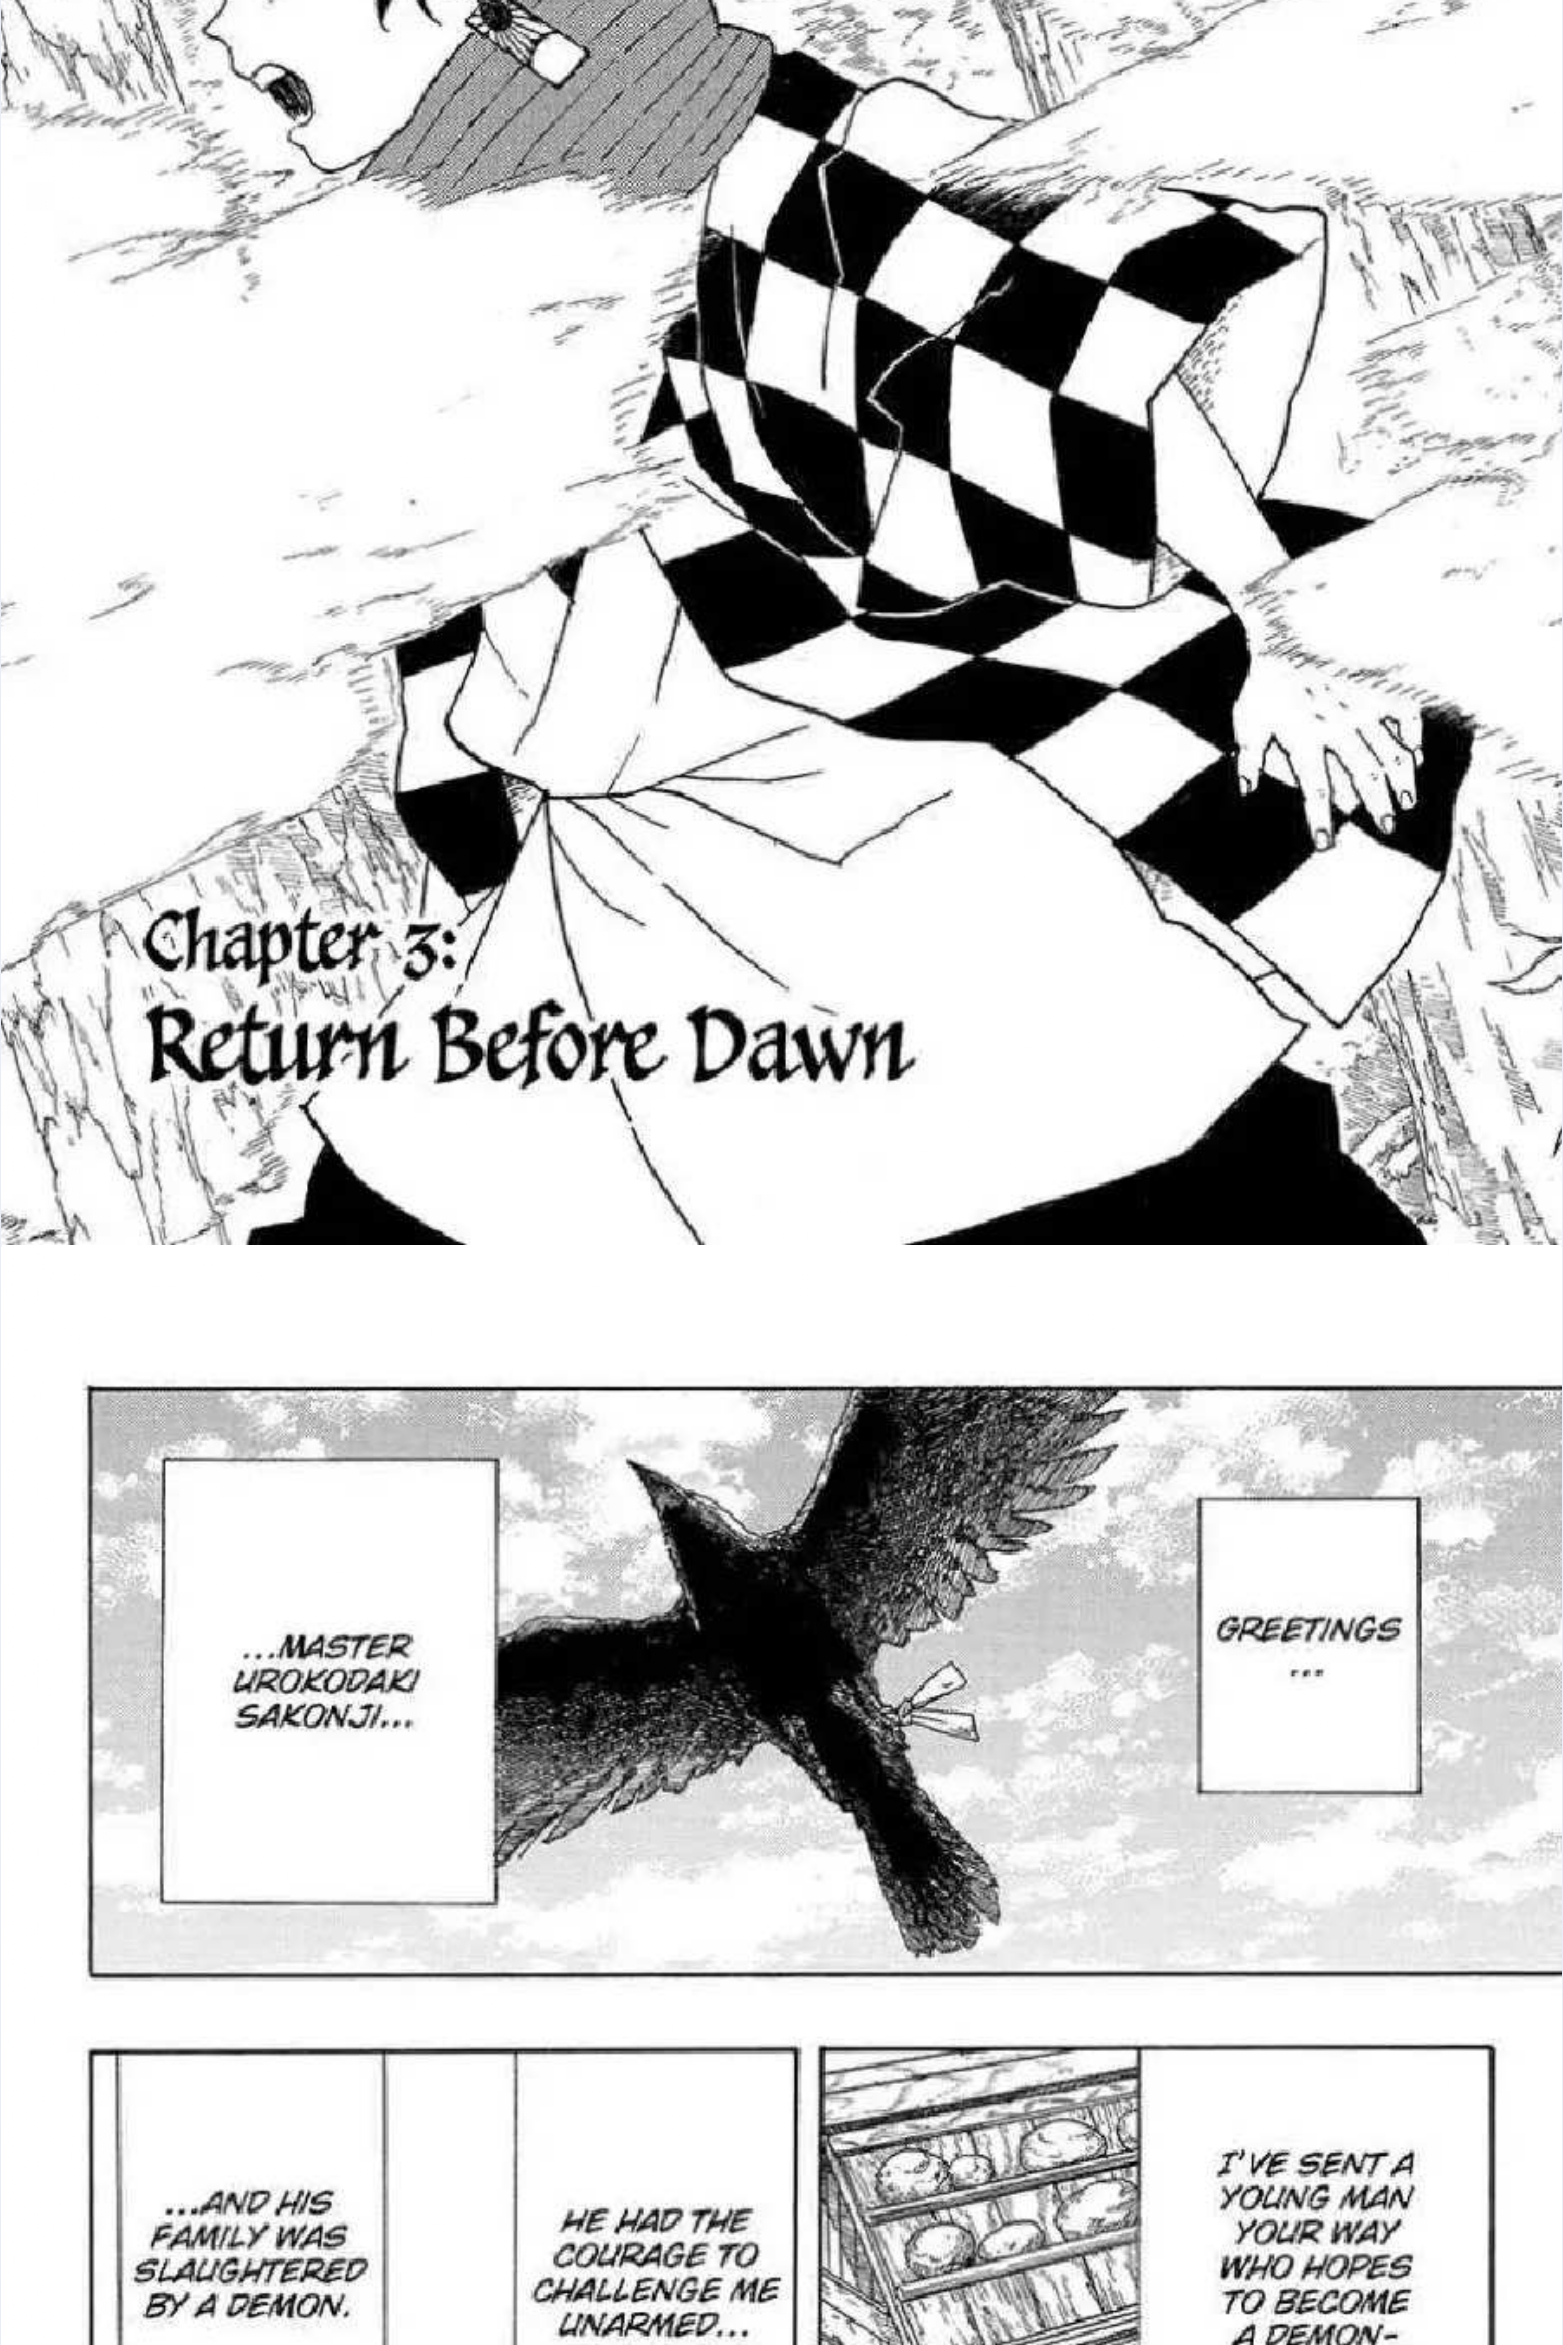 Chapter 3:
Return Before Dawn
GREETINGS
...
...MASTER
UROKODAKI
SAKONJI...
I'VE SENT A
YOUNG MAN
YOUR WAY
WHO HOPES
TO BECOME
A DEMON-
HE HAD THE
COURAGE TO
CHALLENGE ME
UNARMED...
...AND HIS
FAMILY WAS
SLAUGHTERED
BY A DEMON.